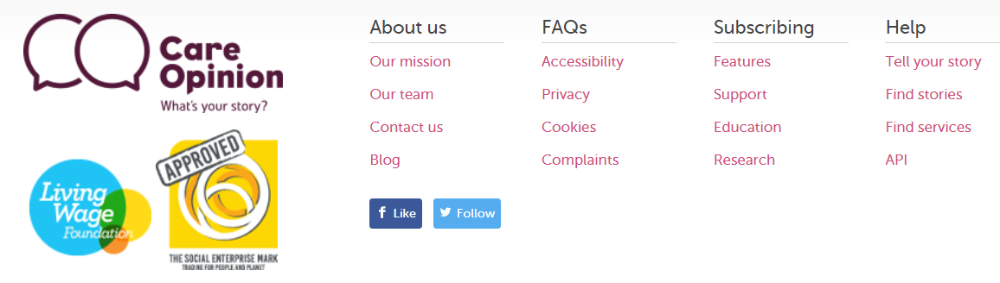 Care
Opinion
What's your story?
APPROVED
Living
Wage
Foundation
THE SOCIAL ENTERPRISE MARK
TRADING FOR PEOPLE AND PLANET
About us
Our mission
Our team
Contact us
Blog
Like
Follow
FAQs
Accessibility
Privacy
Cookies
Complaints
Subscribing
Features
Support
Education
Research
Help
Tell your story
Find stories
Find services
API